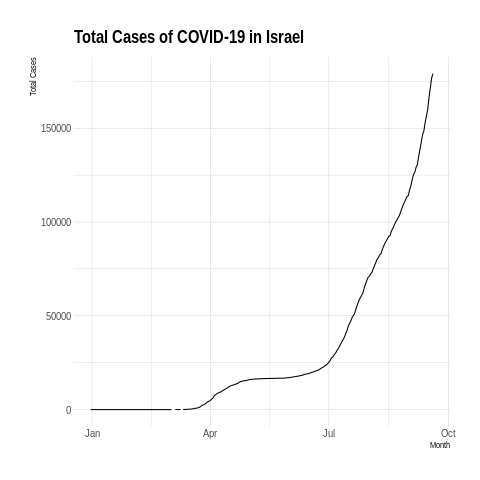 Total Cases of COVID-19 in Israel
Total Cases
150000
100000
50000
0
Jan Apr Jul Oct
Month